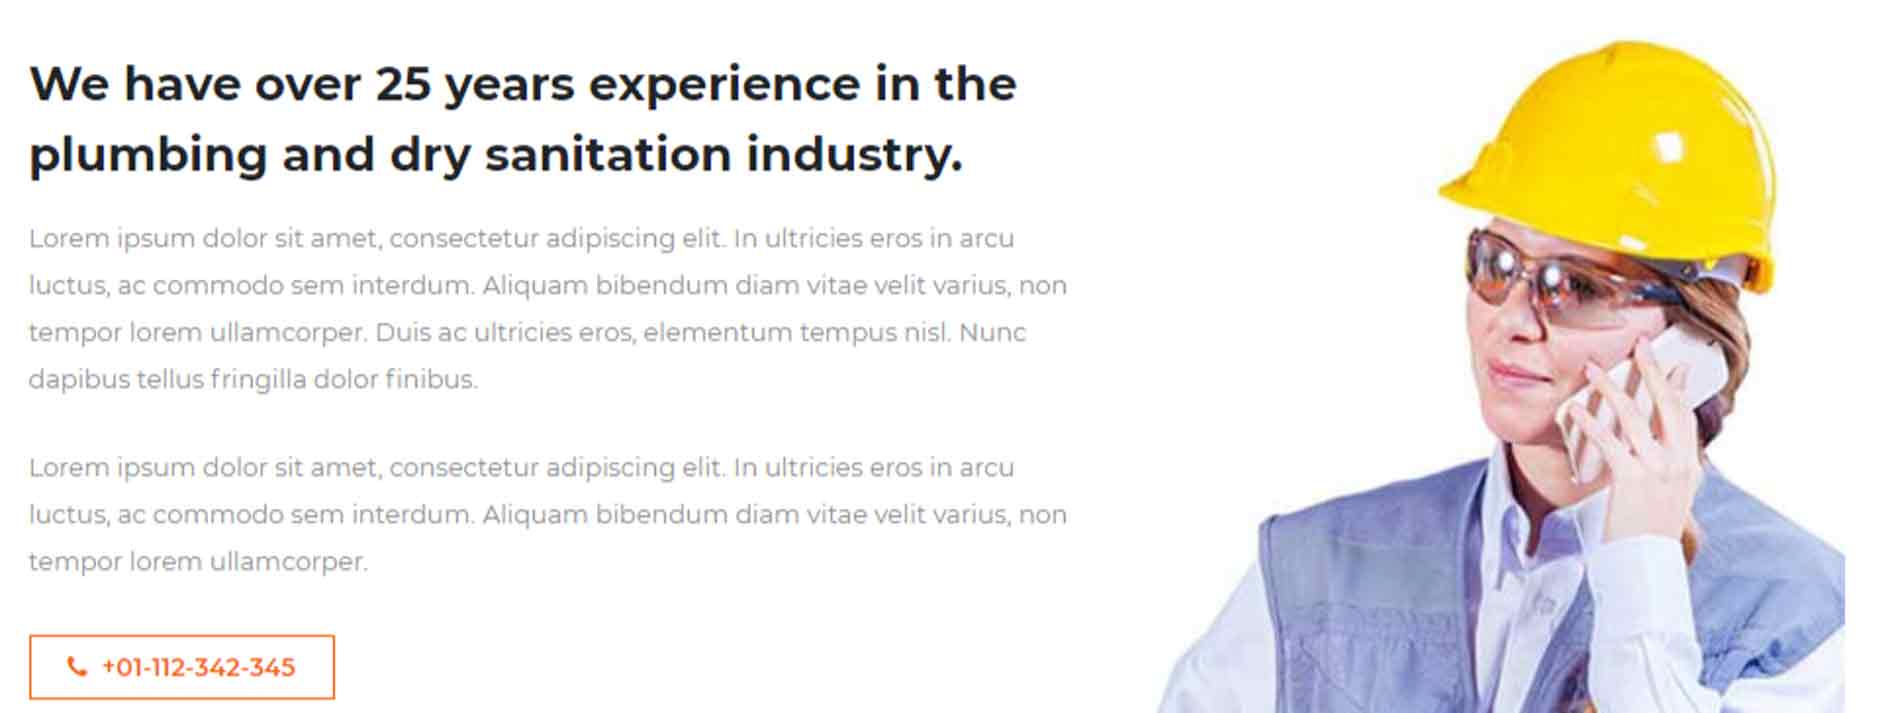 We have over 25 years experience in the
plumbing and dry sanitation industry.
Lorem ipsum dolor sit amet, consectetur adipiscing elit. In ultricies eros in arcu
luctus, ac commodo sem interdum. Aliquam bibendum diam vitae velit varius, non
tempor lorem ullamcorper. Duis ac ultricies eros, elementum tempus nisl. Nunc
dapibus tellus fringilla dolor finibus.
Lorem ipsum dolor sit amet, consectetur adipiscing elit. In ultricies eros in arcu
luctus, ac commodo sem interdum. Aliquam bibendum diam vitae velit varius, non
tempor lorem ullamcorper.
+01-112-342-345